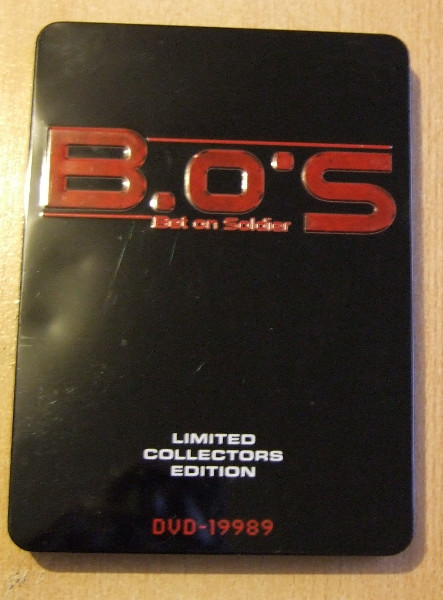 B.O'S
Bet on Soldier
LIMITED
COLLECTORS
EDITION
DVD-19989